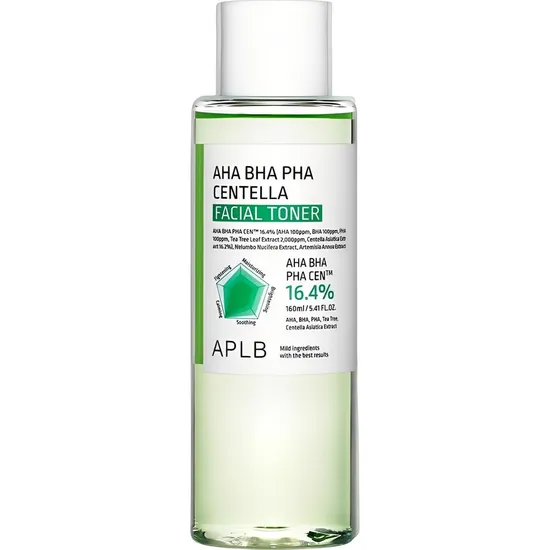 AHA BHA PHA
CENTELLA
FACIAL TONER
AHA BHA PHA CEN™ 16.4% [AHA 100ppm, BHA 100ppm, PHA
100ppm, Tea Tree Leaf Extract 2,000ppm, Centella Asiatica Extr
act 16.2%], Nelumbo Nucifera Extract, Artemisia Annua Extract
Moisturizing
Tightening
Brightening
Calming
Soothing
AHA BHA
PHA CEN™
16.4%
160ml / 5.41 FL.OZ.
AHA, BHA, PHA, Tea Tree,
Centella Asiatica Extract
APLB
Mild ingredients
with the best results